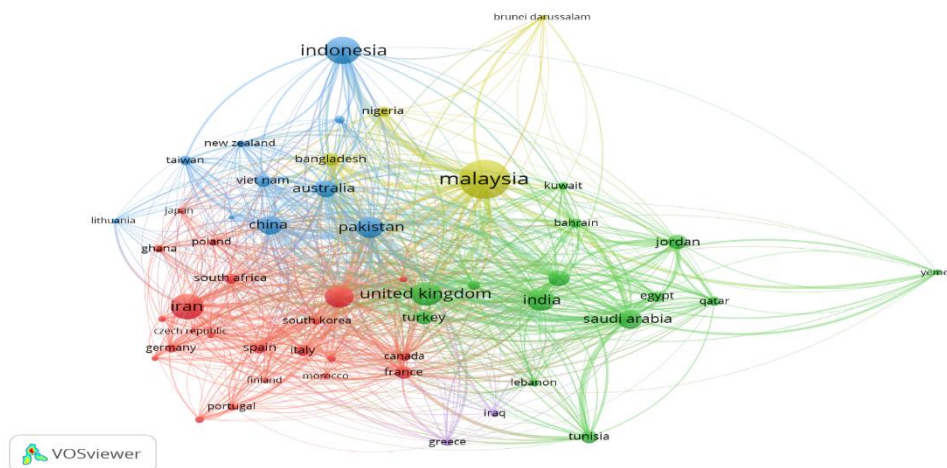 brunei darussalam
indonesia
nigeria
new zealand
taiwan
bangladesh
malaysia
viet nam
australia
kuwait
japan
lithuania
china
pakistan
bahrain
ghana
poland
jordan
south africa
yemen
iran
united kingdom
india
egypt
qatar
south korea
turkey
saudi arabia
czech republic
germany
spain
italy
canada
france
finland
morocco
lebanon
portugal
iraq
greece
tunisia
VOSviewer